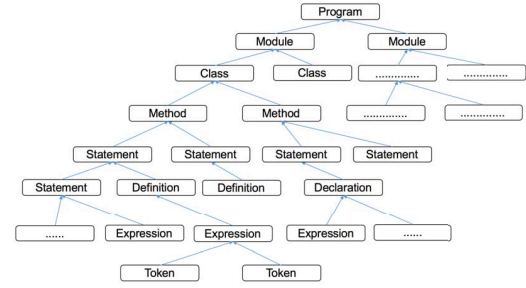 Program
Module Module
Class Class .............. ..............
Method Method .............. ..............
Statement Statement Statement Statement
Statement Definition Definition Declaration
...... Expression Expression Expression ......
Token Token